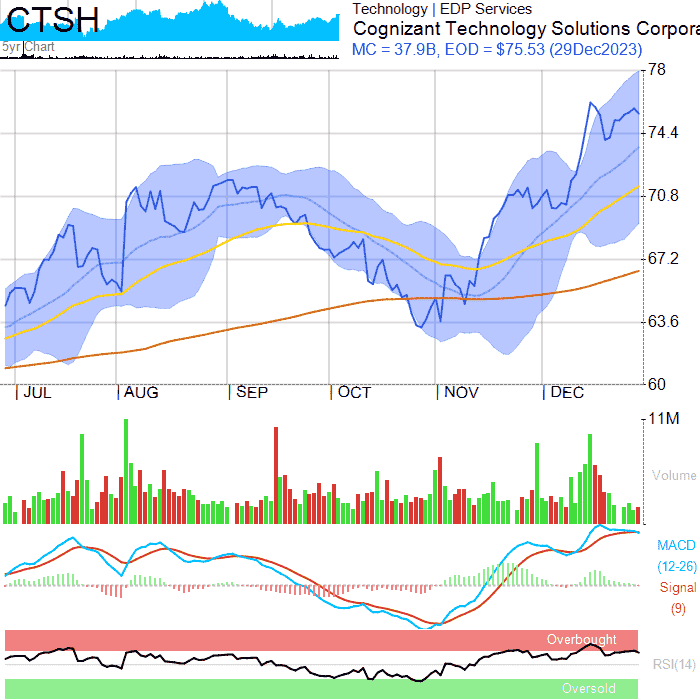 CTSH
Technology | EDP Services
Cognizant Technology Solutions Corpora
5yr Chart
MC = 37.9B, EOD = $75.53 (29Dec2023)
78
74.4
70.8
67.2
63.6
60
| JUL | AUG | SEP | OCT | NOV | DEC
11M
Volume
MACD
(12-26)
Signal
(9)
Overbought
RSI(14)
Oversold